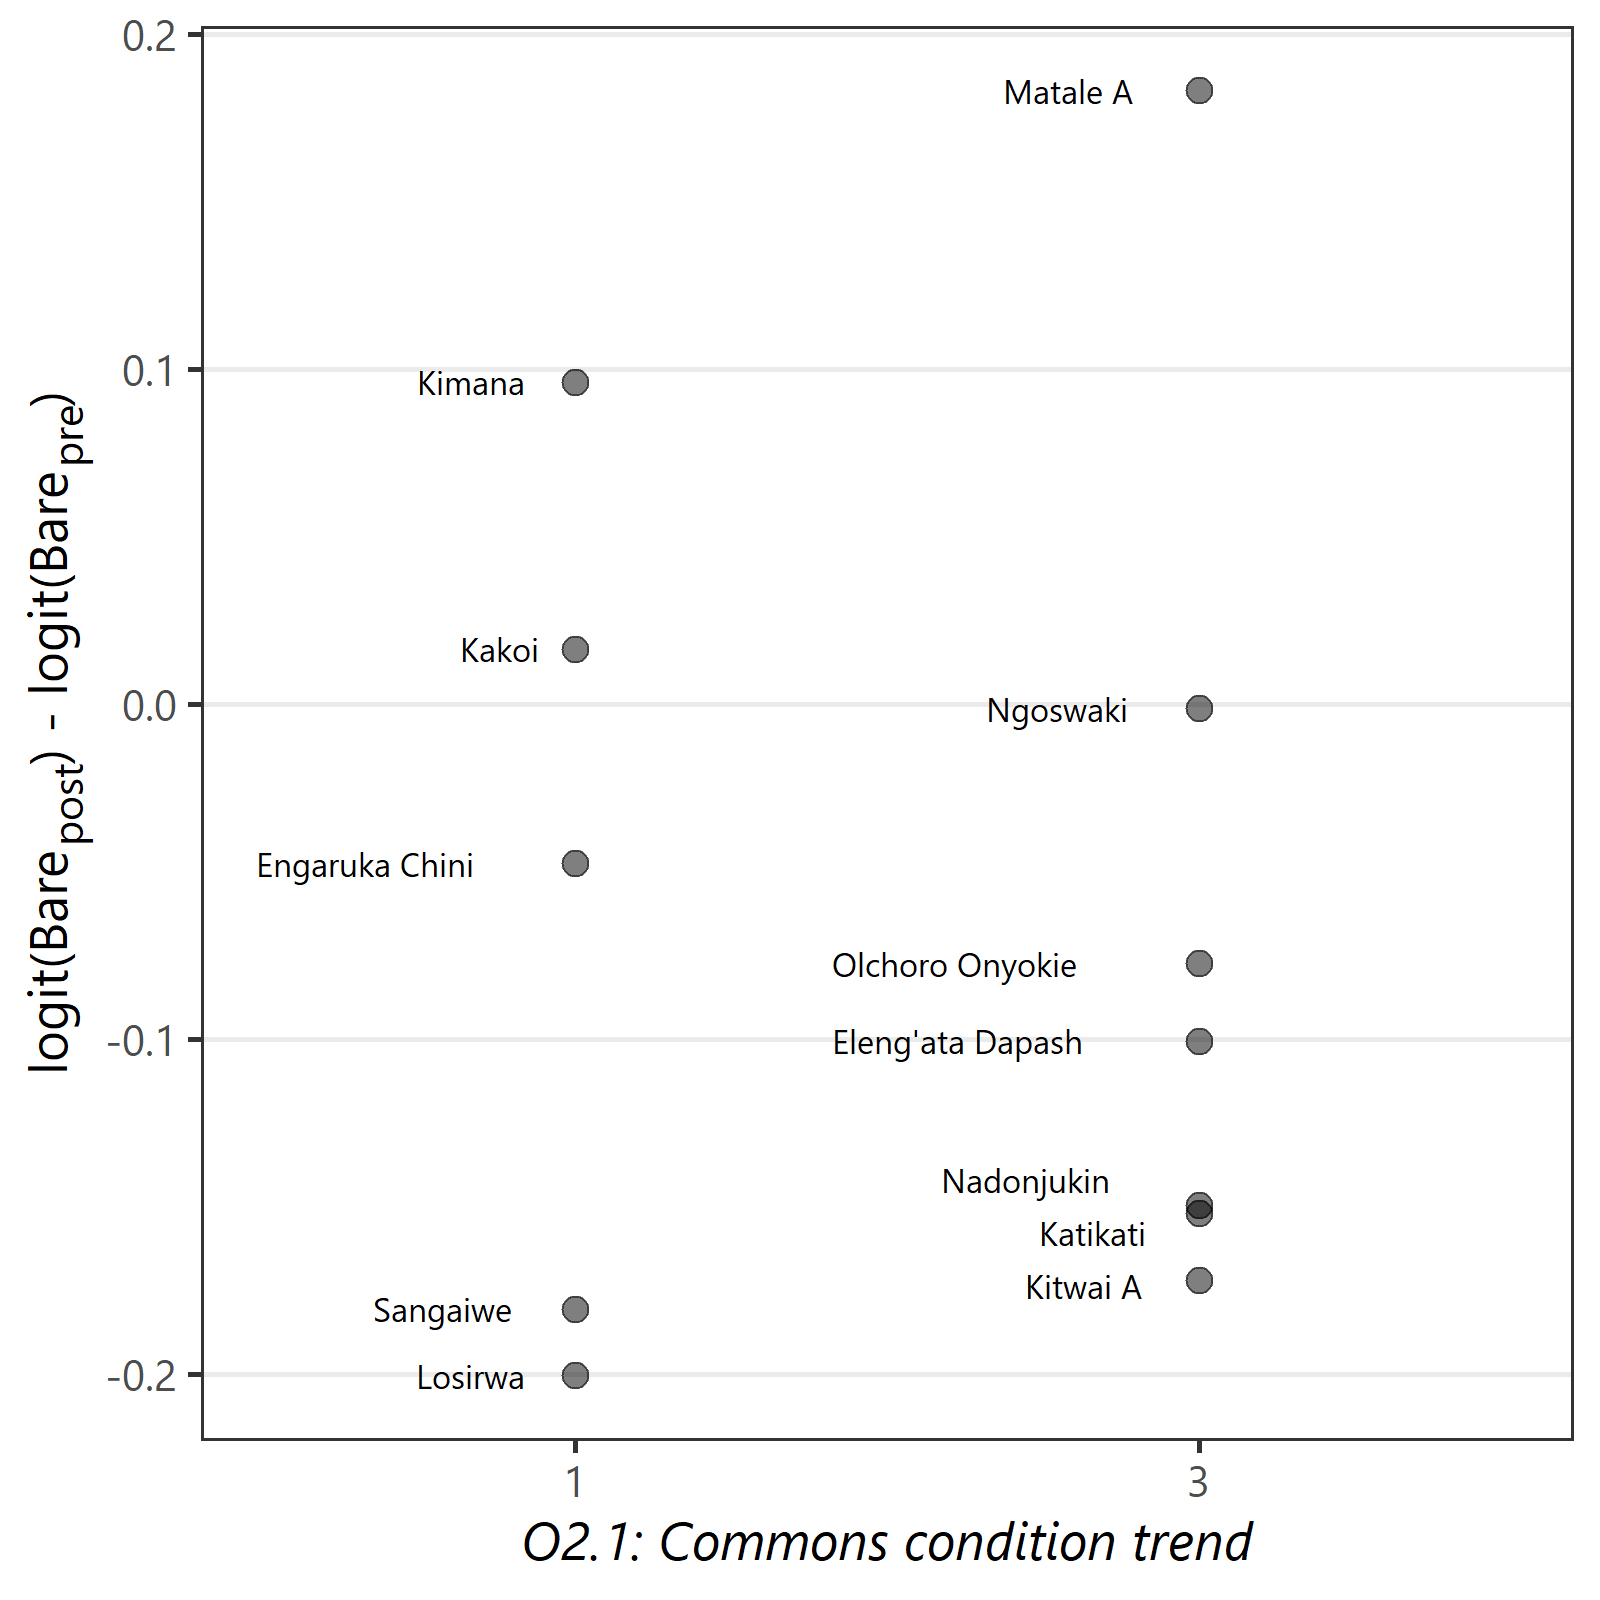 0.2
Matale A
0.1
Kimana
Kakoi
0.0
Ngoswaki
Engaruka Chini
Olchoro Onyokie
-0.1
Eleng'ata Dapash
Nadonjukin
Katikati
Kitwai A
Sangaiwe
-0.2
Losirwa
logit(Barepost) - logit(Barepre)
1
3
O2.1: Commons condition trend